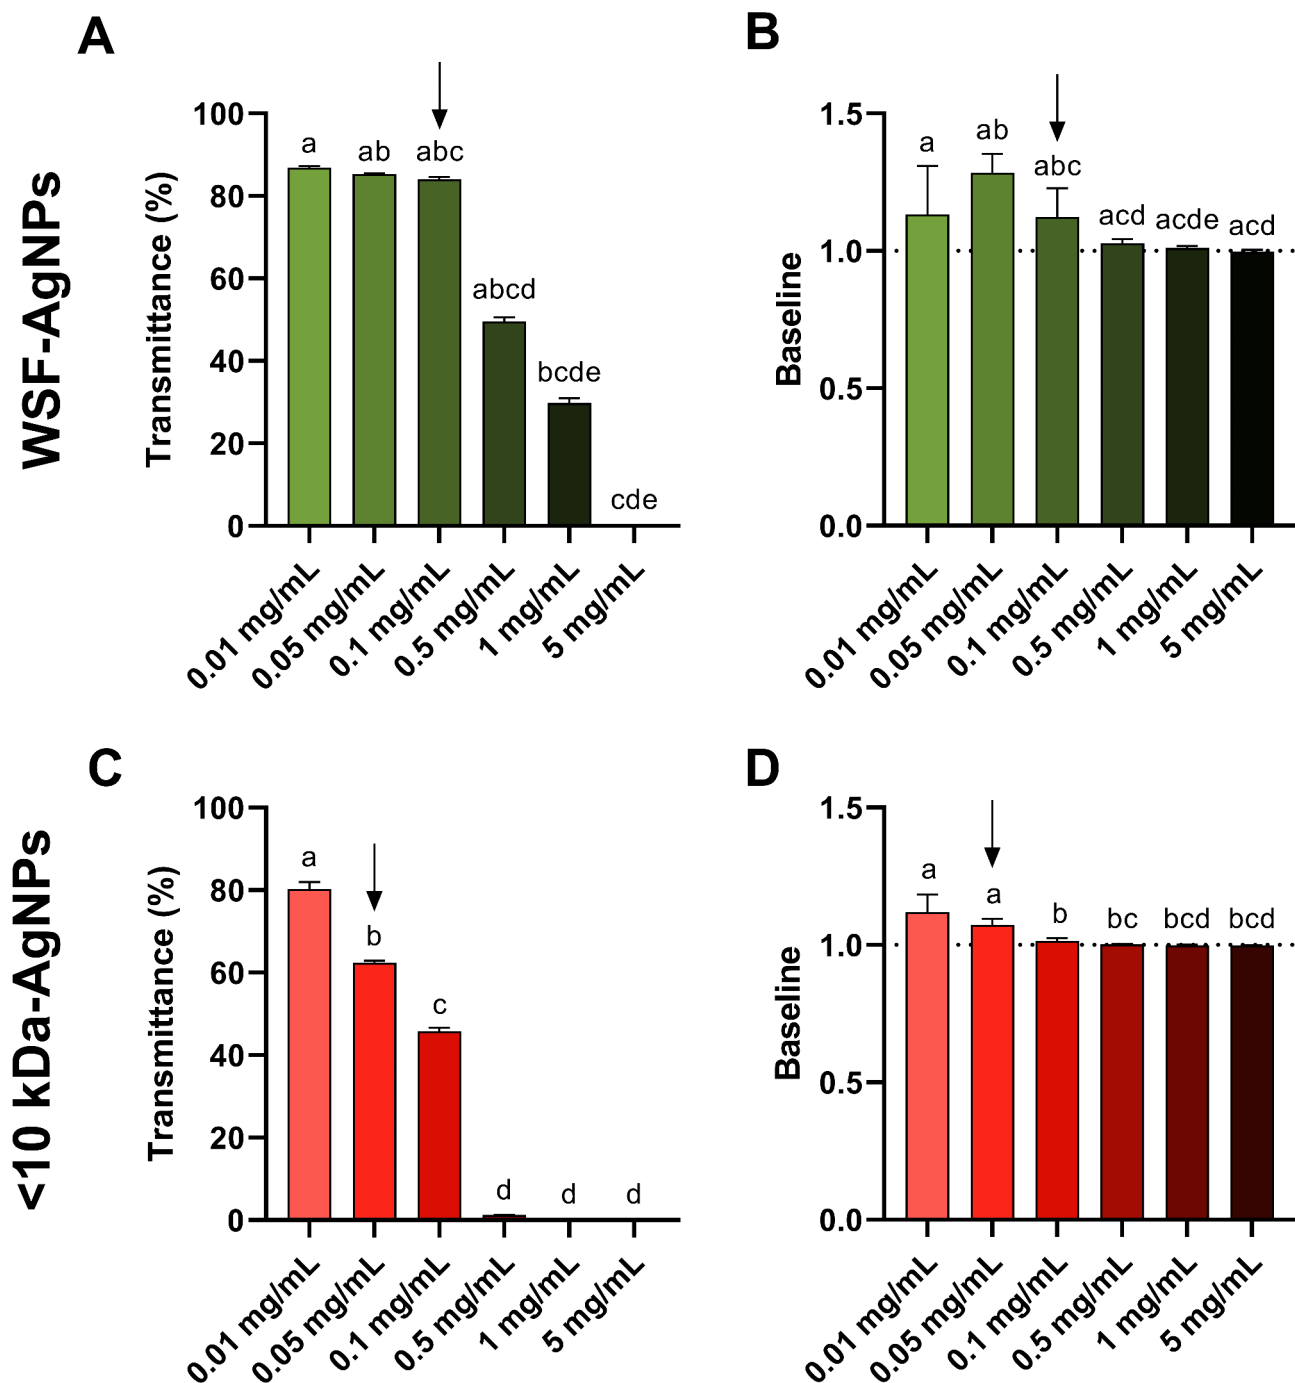 A
WSF-AgNPs
Transmittance (%)
100
80
60
40
20
0
a
ab
abc
abcd
bcde
cde
0.01 mg/mL
0.05 mg/mL
0.1 mg/mL
0.5 mg/mL
1 mg/mL
5 mg/mL
B
Baseline
1.5
1.0
0.5
0.0
a
ab
abc
acd
acde
acd
0.01 mg/mL
0.05 mg/mL
0.1 mg/mL
0.5 mg/mL
1 mg/mL
5 mg/mL
C
<10 kDa-AgNPs
Transmittance (%)
100
80
60
40
20
0
a
b
c
d
d
d
0.01 mg/mL
0.05 mg/mL
0.1 mg/mL
0.5 mg/mL
1 mg/mL
5 mg/mL
D
Baseline
1.5
1.0
0.5
0.0
a
a
b
bc
bcd
bcd
0.01 mg/mL
0.05 mg/mL
0.1 mg/mL
0.5 mg/mL
1 mg/mL
5 mg/mL